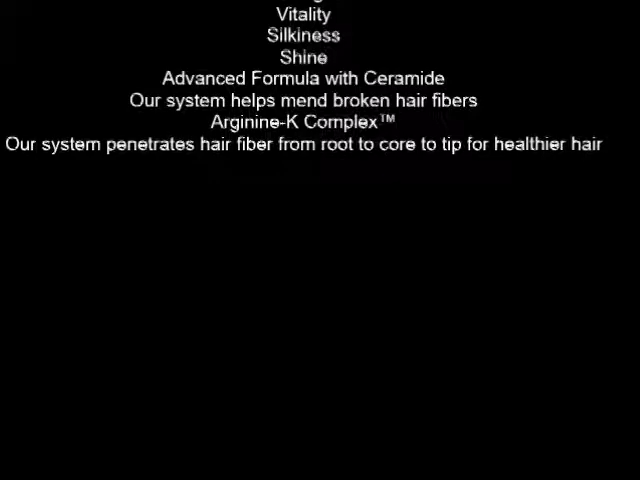 Vitality
Silkiness
Shine
Advanced Formula with Ceramide
Our system helps mend broken hair fibers
Arginine-K Complex™
Our system penetrates hair fiber from root to core to tip for healthier hair